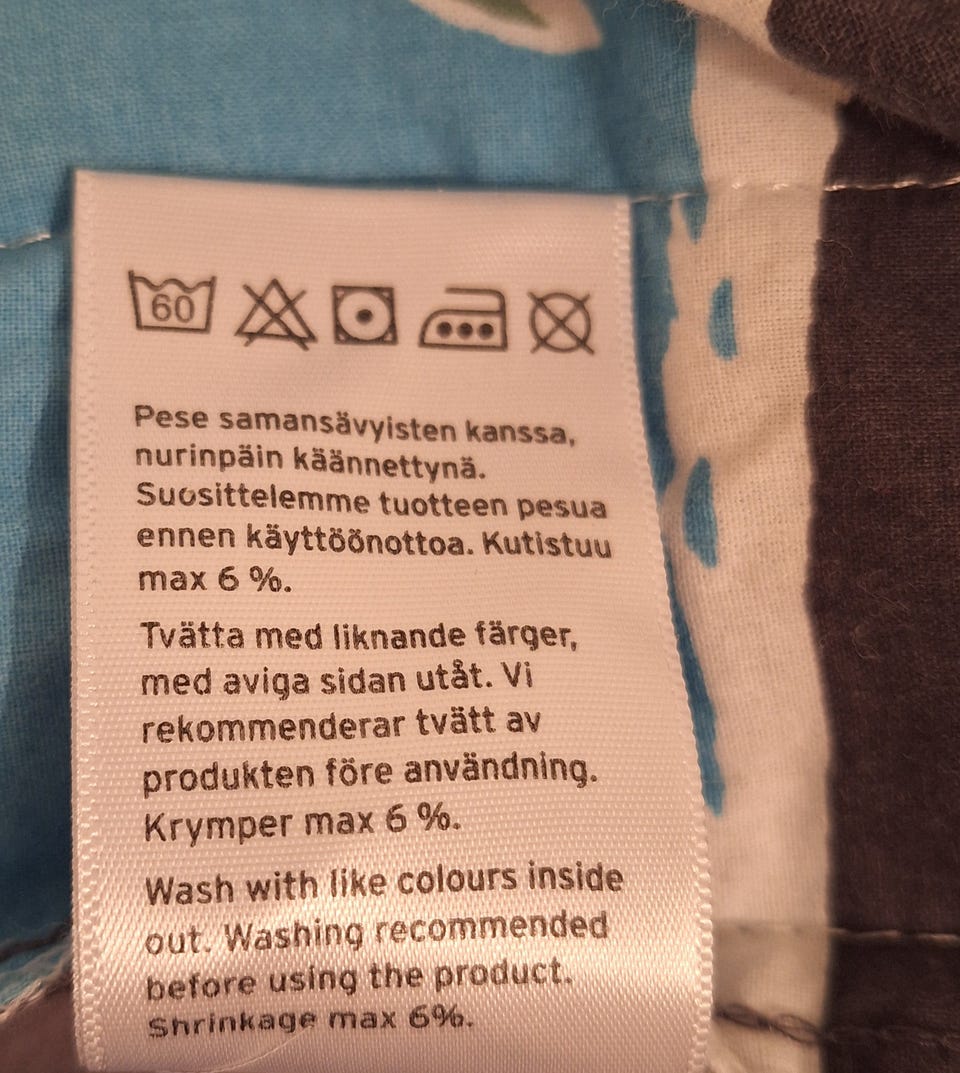 60
Pese samansävyisten kanssa,
nurinpäin käännettynä.
Suosittelemme tuotteen pesua
ennen käyttöönottoa. Kutistuu
max 6 %.
Tvätta med liknande färger,
med aviga sidan utåt. Vi
rekommenderar tvätt av
produkten före användning.
Krymper max 6 %.
Wash with like colours inside
out. Washing recommended
before using the product.
Shrinkage max 6%.